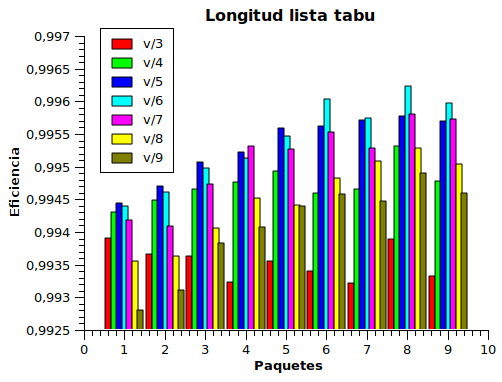 Longitud lista tabu
0,997
0,9965
0,996
0,9955
0,995
0,9945
0,994
0,9935
0,993
0,9925
Eficiencia
v/3
v/4
v/5
v/6
v/7
v/8
v/9
0 1 2 3 4 5 6 7 8 9 10
Paquetes